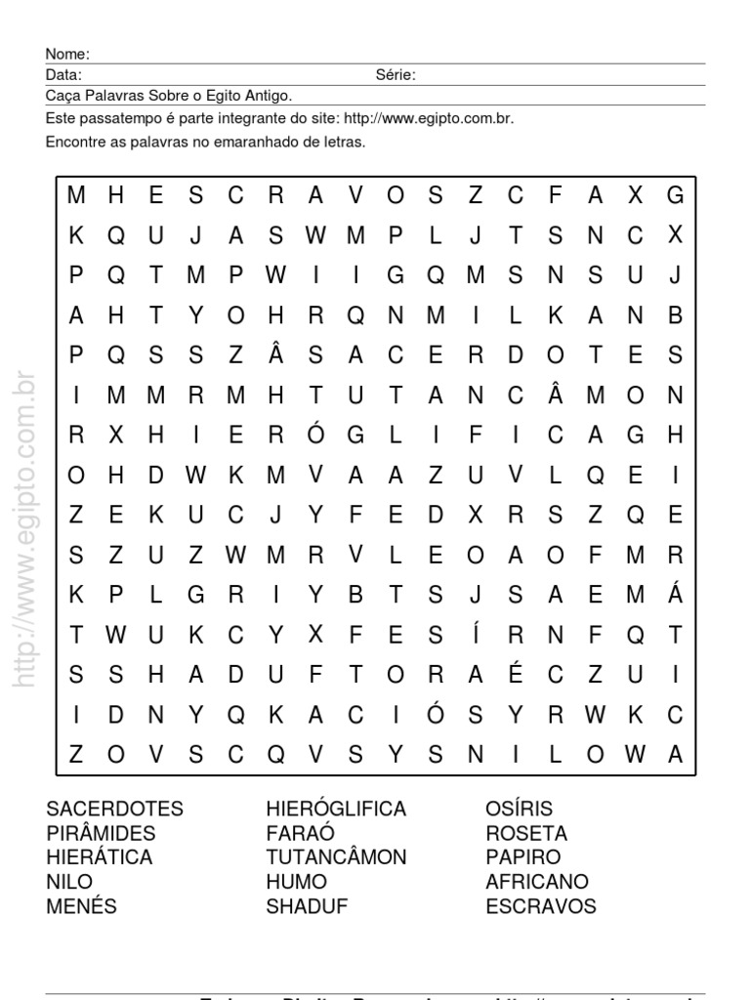 Nome:
Data: Série:
Caça Palavras Sobre o Egito Antigo.
Este passatempo é parte integrante do site: http://www.egipto.com.br.
Encontre as palavras no emaranhado de letras.
M H E S C R A V O S Z C F A X G
K Q U J A S W M P L J T S N C X
P Q T M P W I I G Q M S N S U J
A H T Y O H R Q N M I L K A N B
P Q S S Z Â S A C E R D O T E S
I M M R M H T U T A N C Â M O N
R X H I E R Ó G L I F I C A G H
O H D W K M V A A Z U V L Q E I
Z E K U C J Y F E D X R S Z Q E
S Z U Z W M R V L E O A O F M R
K P L G R I Y B T S J S A E M Á
T W U K C Y X F E S Í R N F Q T
S S H A D U F T O R A É C Z U I
I D N Y Q K A C I Ó S Y R W K C
Z O V S C Q V S Y S N I L O W A
http://www.egipto.com.br
SACERDOTES HIERÓGLIFICA OSÍRIS
PIRÂMIDES FARAÓ ROSETA
HIERÁTICA TUTANCÂMON PAPIRO
NILO HUMO AFRICANO
MENÉS SHADUF ESCRAVOS